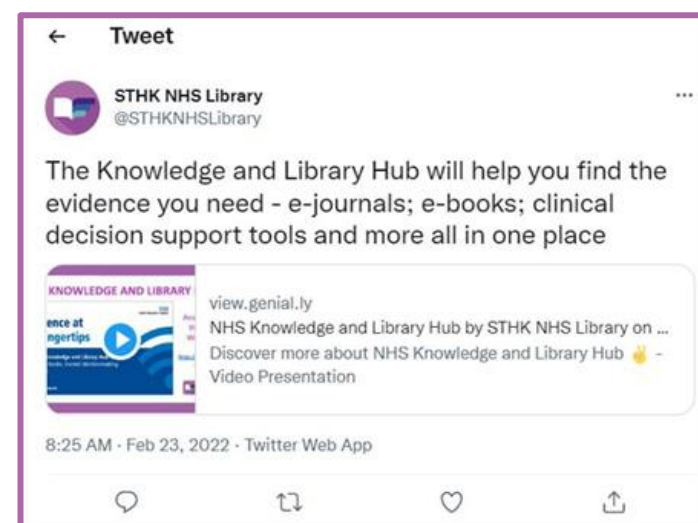 ← Tweet
STHK NHS Library
...
@STHKNHSLibrary
The Knowledge and Library Hub will help you find the
evidence you need - e-journals; e-books; clinical
decision support tools and more all in one place
KNOWLEDGE AND LIBRARY
ence at
ngertips
view.genial.ly
NHS Knowledge and Library Hub by STHK NHS Library on ...
Discover more about NHS Knowledge and Library Hub ✌ -
Video Presentation
8:25 AM · Feb 23, 2022 · Twitter Web App